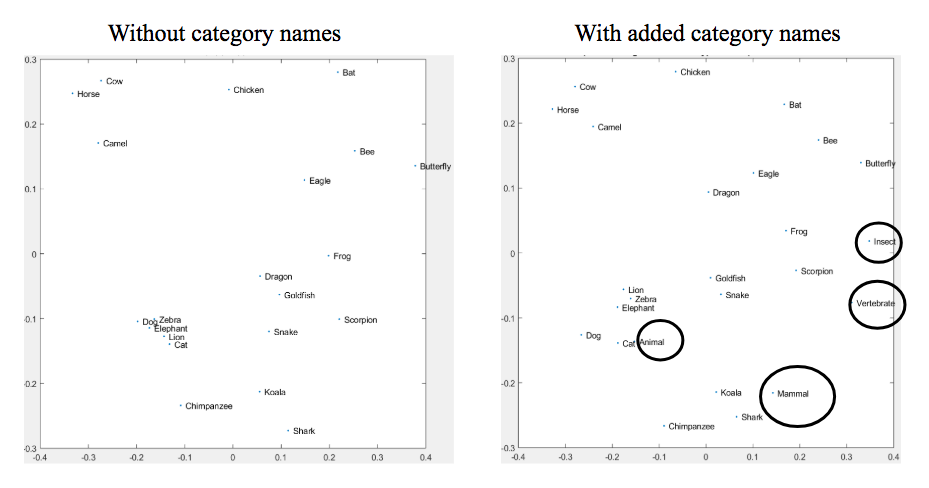 Without category names
With added category names
0.3
0.2
0.1
0
-0.1
-0.2
-0.3
-0.4
-0.3
-0.2
-0.1
0
0.1
0.2
0.3
0.4
Bat
Cow
Chicken
Horse
Camel
Bee
Butterfly
Eagle
Frog
Dragon
Goldfish
Scorpion
Zebra
Dog
Elephant
Snake
Lion
Cat
Koala
Chimpanzee
Shark
0.3
0.2
0.1
0
-0.1
-0.2
-0.3
-0.4
-0.3
-0.2
-0.1
0
0.1
0.2
0.3
0.4
Chicken
Cow
Bat
Horse
Camel
Bee
Butterfly
Eagle
Dragon
Frog
Insect
Scorpion
Goldfish
Lion
Snake
Zebra
Vertebrate
Elephant
Dog
Cat
Animal
Koala
Mammal
Shark
Chimpanzee